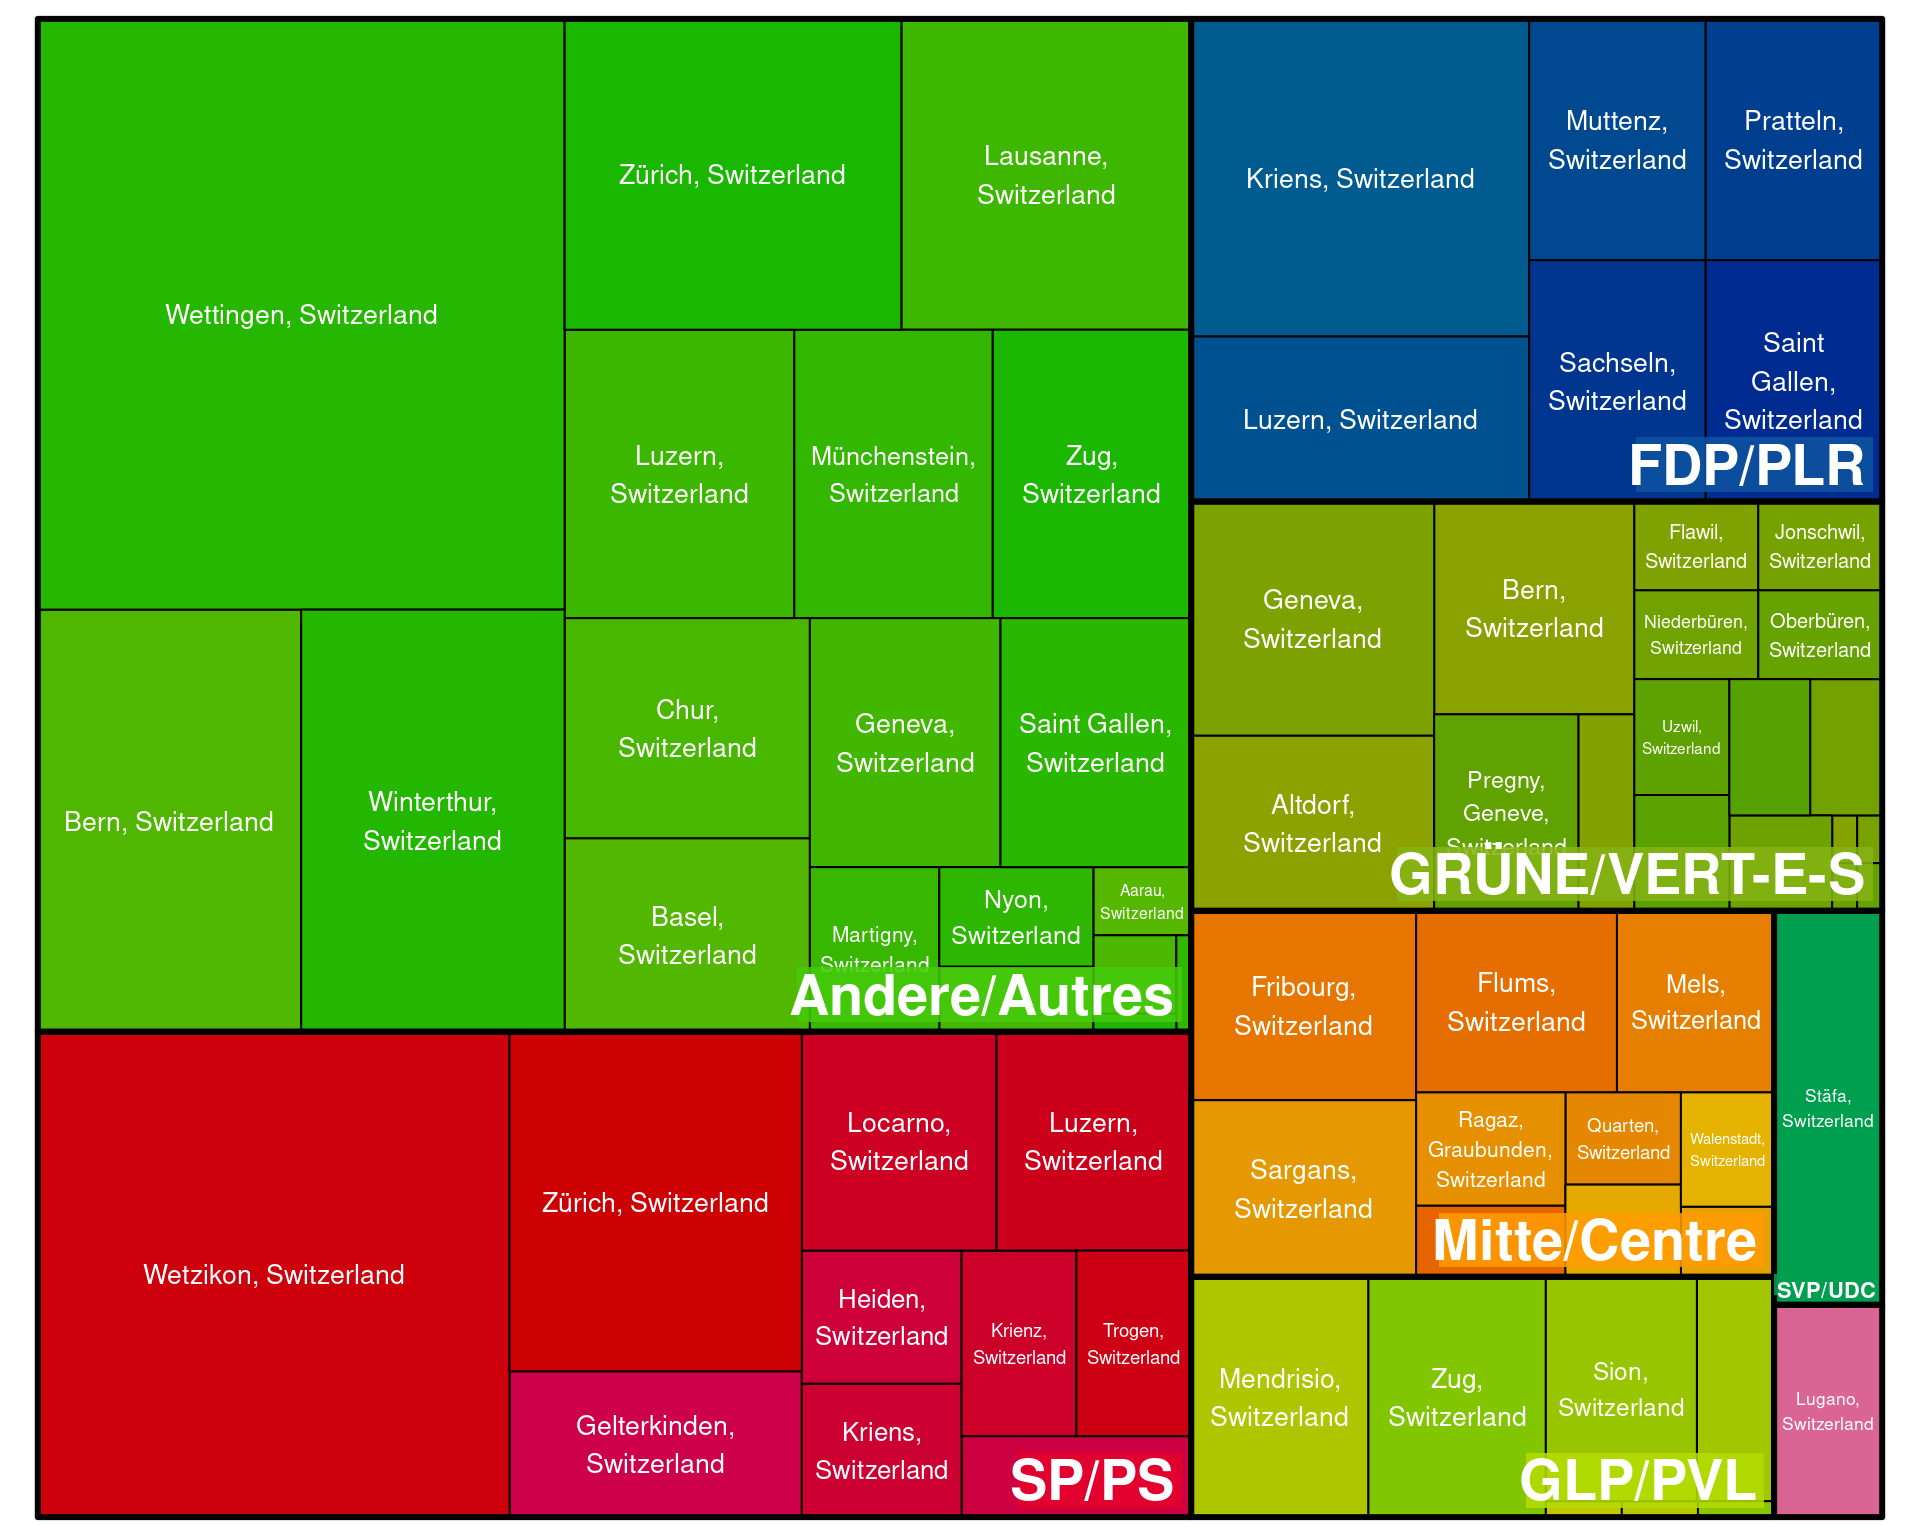 Wettingen, Switzerland
Zürich, Switzerland
Lausanne,
Switzerland
Luzern,
Switzerland
Münchenstein,
Switzerland
Zug,
Switzerland
Bern, Switzerland
Winterthur,
Switzerland
Chur,
Switzerland
Geneva,
Switzerland
Saint Gallen,
Switzerland
Basel,
Switzerland
Martigny,
Switzerland
Nyon,
Switzerland
Aarau,
Switzerland
Andere/Autres
Kriens, Switzerland
Muttenz,
Switzerland
Pratteln,
Switzerland
Luzern, Switzerland
Sachseln,
Switzerland
Saint
Gallen,
Switzerland
FDP/PLR
Geneva,
Switzerland
Bern,
Switzerland
Flawil,
Switzerland
Jonschwil,
Switzerland
Niederbüren,
Switzerland
Oberbüren,
Switzerland
Altdorf,
Switzerland
Pregny,
Geneve,
Switzerland
Uzwil,
Switzerland
GRÜNE/VERT-E-S
Wetzikon, Switzerland
Zürich, Switzerland
Gelterkinden,
Switzerland
Locarno,
Switzerland
Luzern,
Switzerland
Heiden,
Switzerland
Krienz,
Switzerland
Trogen,
Switzerland
Kriens,
Switzerland
SP/PS
Fribourg,
Switzerland
Flums,
Switzerland
Mels,
Switzerland
Sargans,
Switzerland
Ragaz,
Graubunden,
Switzerland
Quarten,
Switzerland
Walenstadt,
Switzerland
Mitte/Centre
Stäfa,
Switzerland
SVP/UDC
Mendrisio,
Switzerland
Zug,
Switzerland
Sion,
Switzerland
GLP/PVL
Lugano,
Switzerland